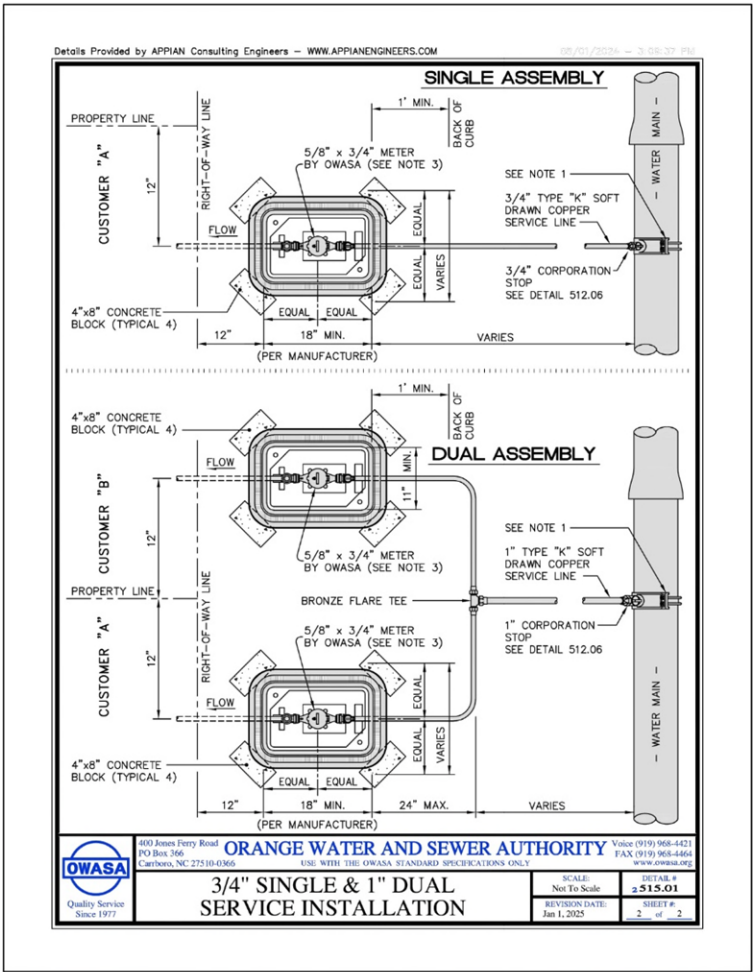 Details Provided by APPIAN Consulting Engineers - WWW.APPIANENGINEERS.COM
05/01/2024 - 3:09:37 PM
SINGLE ASSEMBLY
PROPERTY LINE
CUSTOMER "A"
12"
RIGHT-OF-WAY LINE
1' MIN.
BACK OF
CURB
5/8" x 3/4" METER
BY OWASA (SEE NOTE 3)
SEE NOTE 1
3/4" TYPE "K" SOFT
DRAWN COPPER
SERVICE LINE
- WATER MAIN -
FLOW
EQUAL
EQUAL
VARIES
3/4" CORPORATION
STOP
SEE DETAIL 512.06
4"x8" CONCRETE
BLOCK (TYPICAL 4)
EQUAL
EQUAL
12"
18" MIN.
VARIES
(PER MANUFACTURER)
1' MIN.
BACK OF
CURB
4"x8" CONCRETE
BLOCK (TYPICAL 4)
DUAL ASSEMBLY
FLOW
11" MIN.
CUSTOMER "B"
12"
5/8" x 3/4" METER
BY OWASA (SEE NOTE 3)
SEE NOTE 1
1" TYPE "K" SOFT
DRAWN COPPER
SERVICE LINE
PROPERTY LINE
RIGHT-OF-WAY LINE
BRONZE FLARE TEE
CUSTOMER "A"
12"
5/8" x 3/4" METER
BY OWASA (SEE NOTE 3)
1" CORPORATION
STOP
SEE DETAIL 512.06
FLOW
EQUAL
EQUAL
VARIES
- WATER MAIN -
4"x8" CONCRETE
BLOCK (TYPICAL 4)
EQUAL
EQUAL
12"
18" MIN.
24" MAX.
VARIES
(PER MANUFACTURER)
OWASA
Quality Service
Since 1977
400 Jones Ferry Road
PO Box 366
Carrboro, NC 27510-0366
ORANGE WATER AND SEWER AUTHORITY
USE WITH THE OWASA STANDARD SPECIFICATIONS ONLY
Voice (919) 968-4421
FAX (919) 968-4464
www.owasa.org
3/4" SINGLE & 1" DUAL
SERVICE INSTALLATION
SCALE:
Not To Scale
DETAIL #
2515.01
REVISION DATE:
Jan 1, 2025
SHEET #:
2 of 2